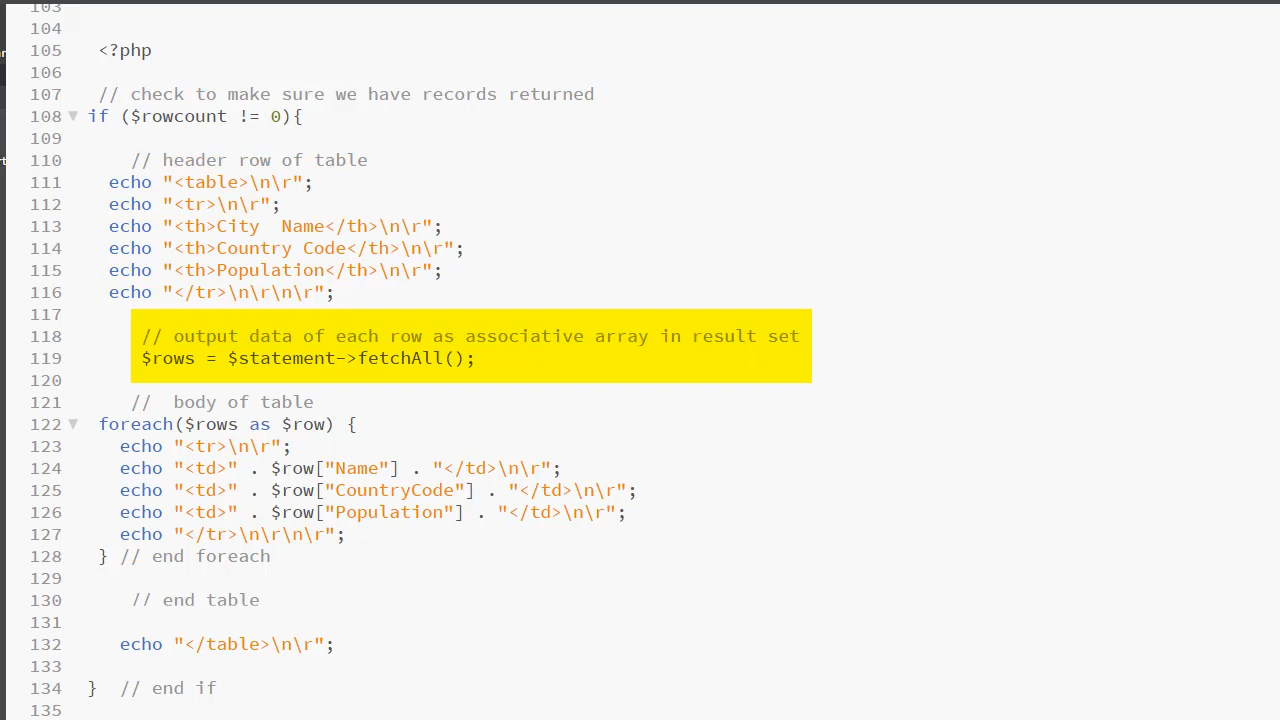 103
104
105 <?php
106
107 // check to make sure we have records returned
108 if ($rowcount != 0){
109
110 // header row of table
111 echo "<table>\n\r";
112 echo "<tr>\n\r";
113 echo "<th>City  Name</th>\n\r";
114 echo "<th>Country Code</th>\n\r";
115 echo "<th>Population</th>\n\r";
116 echo "</tr>\n\r\n\r";
117
118 // output data of each row as associative array in result set
119 $rows = $statement->fetchAll();
120
121 //  body of table
122 foreach($rows as $row) {
123 echo "<tr>\n\r";
124 echo "<td>" . $row["Name"] . "</td>\n\r";
125 echo "<td>" . $row["CountryCode"] . "</td>\n\r";
126 echo "<td>" . $row["Population"] . "</td>\n\r";
127 echo "</tr>\n\r\n\r";
128 } // end foreach
129
130 // end table
131
132 echo "</table>\n\r";
133
134 }  // end if
135